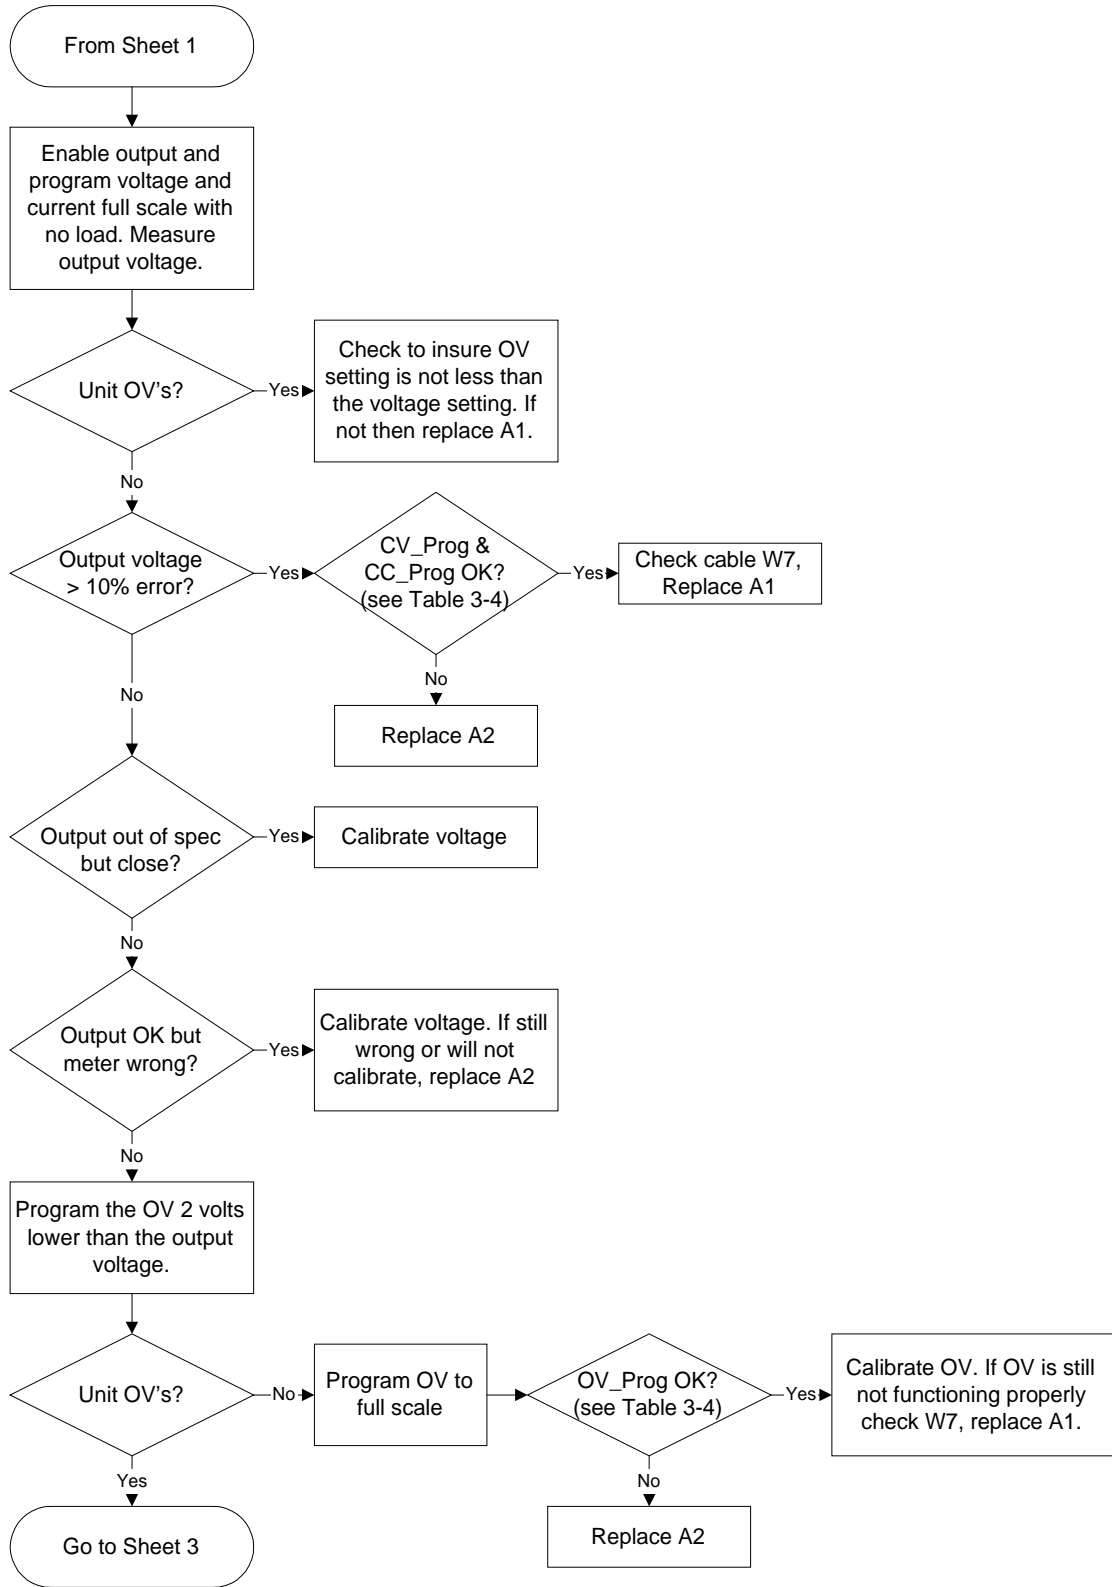 From Sheet 1
Enable output and
program voltage and
current full scale with
no load. Measure
output voltage.
Unit OV's?
Yes
Check to insure OV
setting is not less than
the voltage setting. If
not then replace A1.
No
Output voltage
> 10% error?
Yes
CV_Prog &
CC_Prog OK?
(see Table 3-4)
Yes
Check cable W7,
Replace A1
No
Replace A2
No
Output out of spec
but close?
Yes
Calibrate voltage
No
Output OK but
meter wrong?
Yes
Calibrate voltage. If still
wrong or will not
calibrate, replace A2
No
Program the OV 2 volts
lower than the output
voltage.
Unit OV's?
No
Program OV to
full scale
OV_Prog OK?
(see Table 3-4)
Yes
Calibrate OV. If OV is still
not functioning properly
check W7, replace A1.
No
Replace A2
Yes
Go to Sheet 3